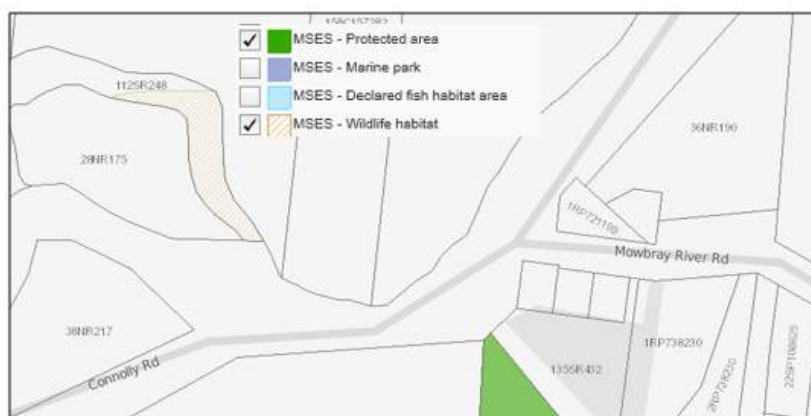 MSES - Protected area
MSES - Marine park
MSES - Declared fish habitat area
MSES - Wildlife habitat
112SR248
28NR175
36NR190
1RP721199
Mowbray River Rd
38NR217
Connolly Rd
135SR432
1RP738230
2RP738230